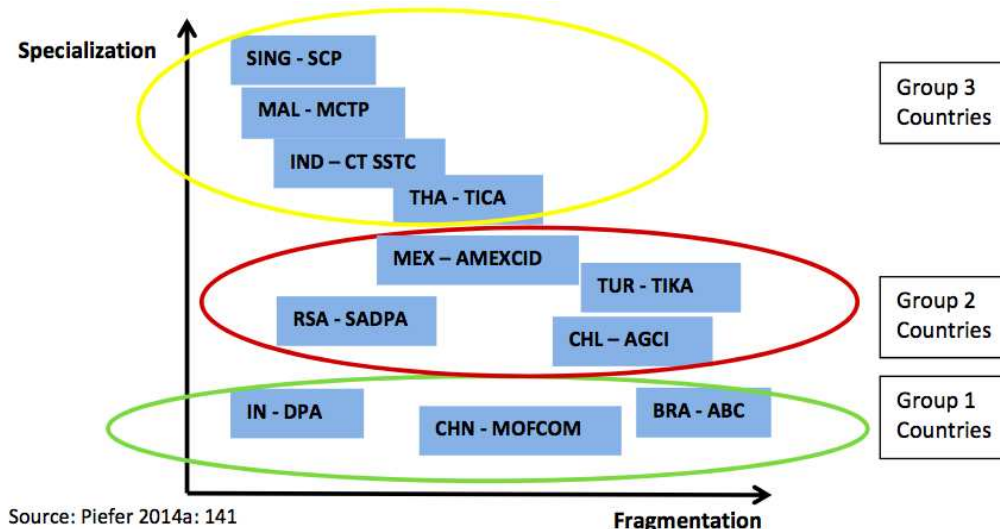 Specialization
SING - SCP
MAL - MCTP
IND – CT SSTC
THA - TICA
Group 3
Countries
MEX – AMEXCID
TUR - TIKA
RSA - SADPA
CHL – AGCI
Group 2
Countries
IN - DPA
CHN - MOFCOM
BRA - ABC
Group 1
Countries
Source: Piefer 2014a: 141
Fragmentation